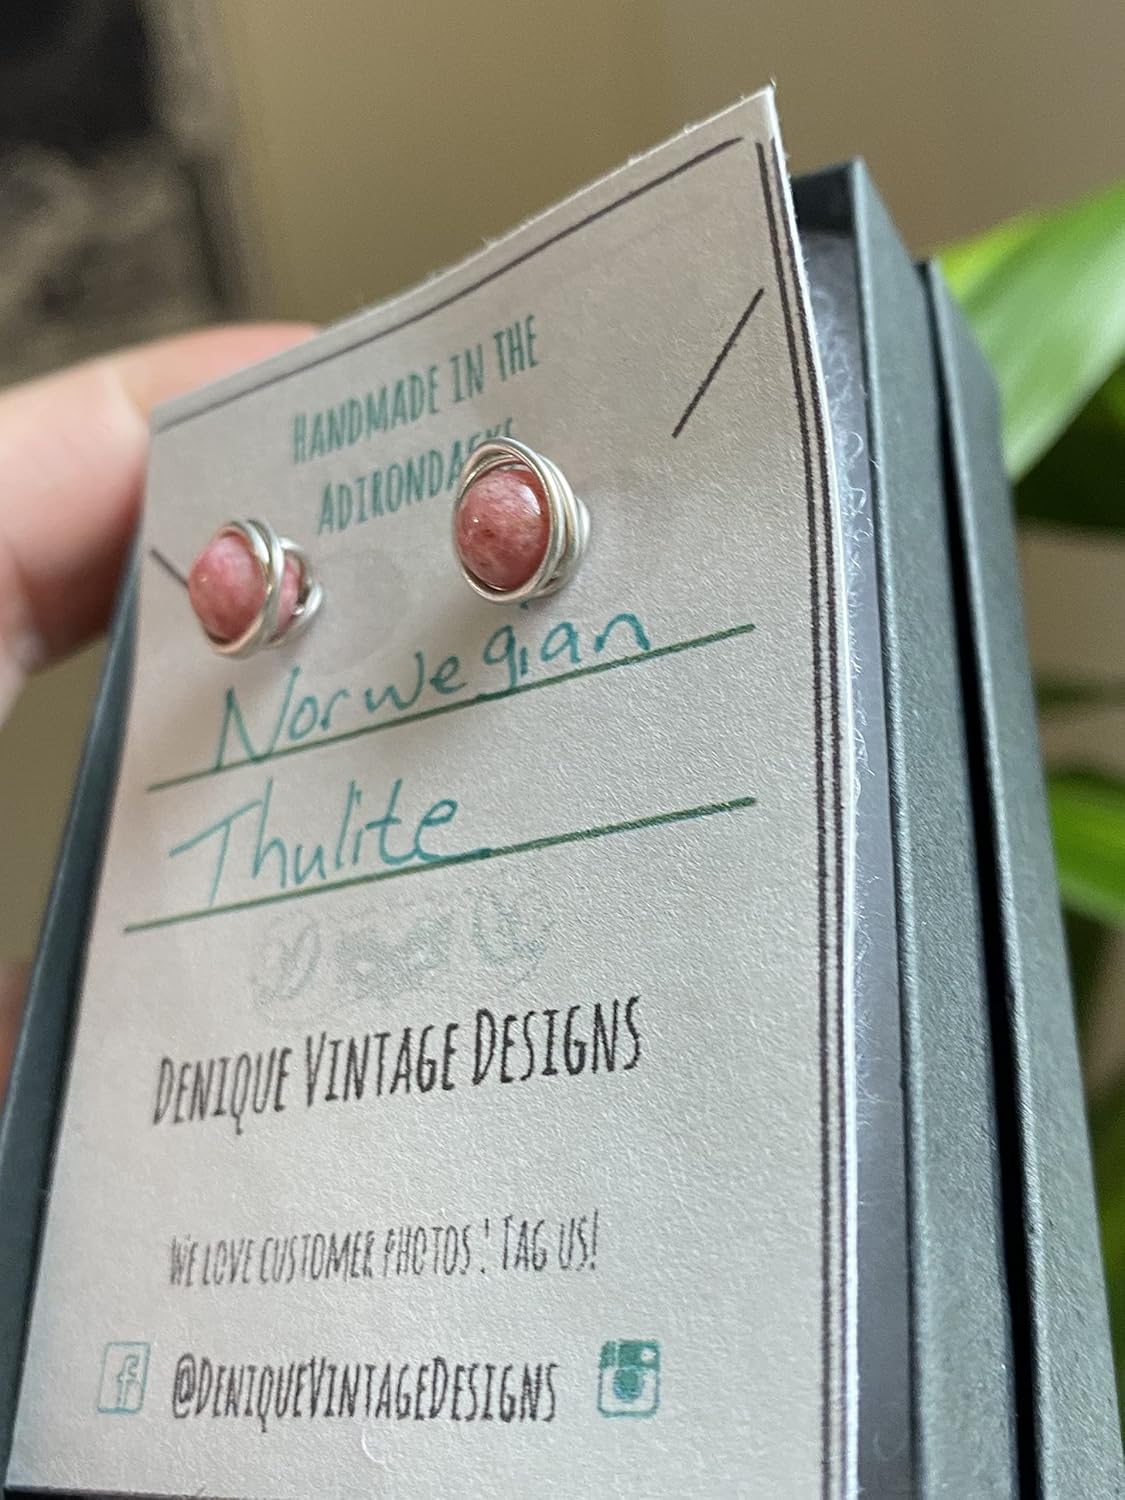 HANDMADE IN THE
ADIRONDACKS
Norwegian
Thulite
DENIQUE VINTAGE DESIGNS
WE LOVE CUSTOMER PHOTOS! TAG US!
f @DENIQUEVINTAGEDESIGNS